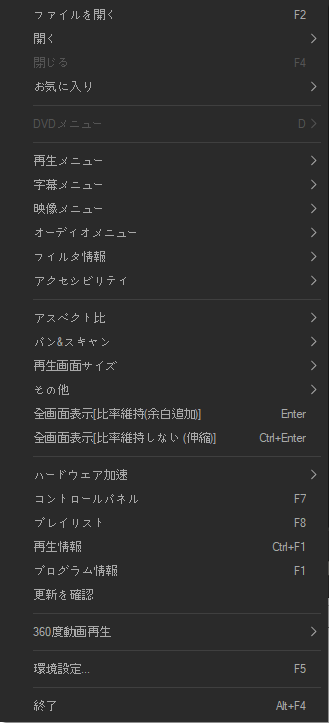 ファイルを開く F2
開く
閉じる F4
お気に入り
DVDメニュー D
再生メニュー
字幕メニュー
映像メニュー
オーディオメニュー
フィルタ情報
アクセシビリティ
アスペクト比
パン&スキャン
再生画面サイズ
その他
全画面表示[比率維持(余白追加)] Enter
全画面表示[比率維持しない (伸縮)] Ctrl+Enter
ハードウエア加速
コントロールパネル F7
プレイリスト F8
再生情報 Ctrl+F1
プログラム情報 F1
更新を確認
360度動画再生
環境設定... F5
終了 Alt+F4